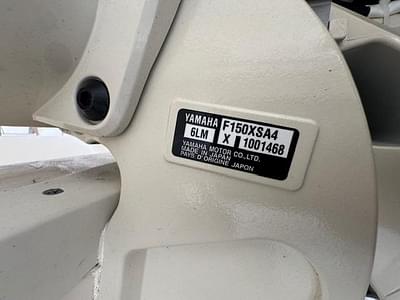 YAMAHA F150XSA4
6LM X 1001468
YAMAHA MOTOR CO.,LTD.
MADE IN JAPAN
PAYS D'ORIGINE JAPON